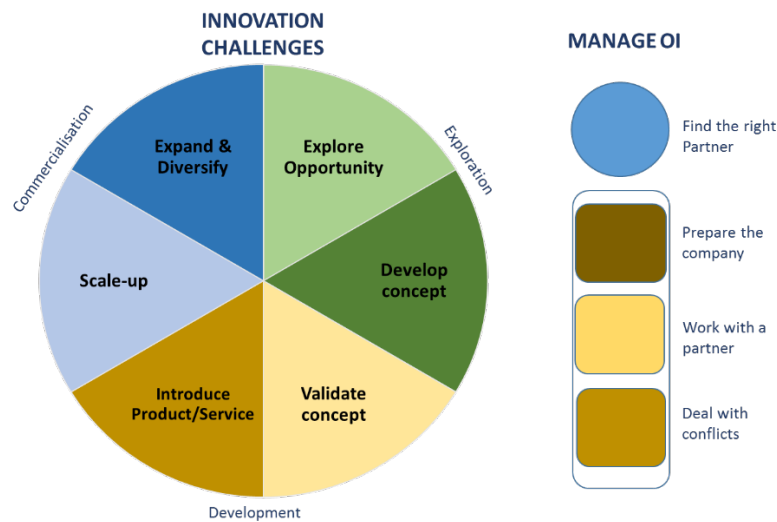 INNOVATION
CHALLENGES
MANAGE OI
Commercialisation
Expand &
Diversify
Explore
Opportunity
Exploration
Scale-up
Develop
concept
Introduce
Product/Service
Validate
concept
Development
Find the right
Partner
Prepare the
company
Work with a
partner
Deal with
conflicts